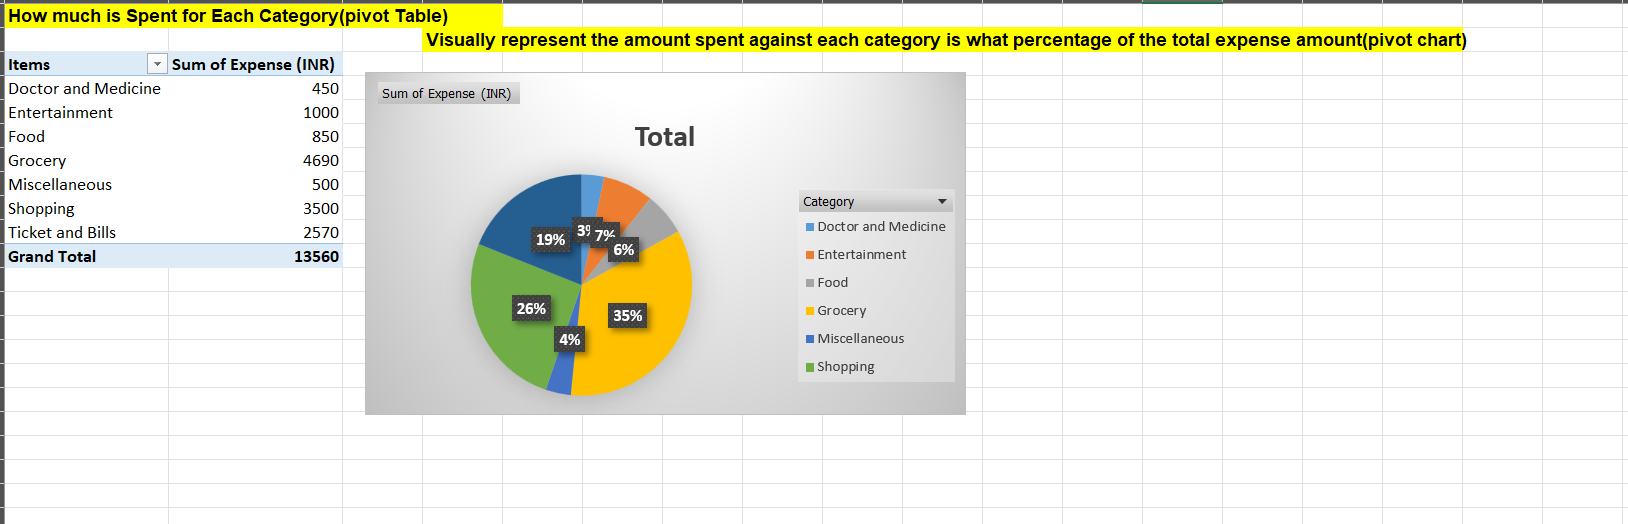 How much is Spent for Each Category(pivot Table)
Visually represent the amount spent against each category is what percentage of the total expense amount(pivot chart)
Items Sum of Expense (INR)
Doctor and Medicine 450
Entertainment 1000
Food 850
Grocery 4690
Miscellaneous 500
Shopping 3500
Ticket and Bills 2570
Grand Total 13560
Sum of Expense (INR)
Total
19%
3%
7%
6%
26%
35%
4%
Category
Doctor and Medicine
Entertainment
Food
Grocery
Miscellaneous
Shopping